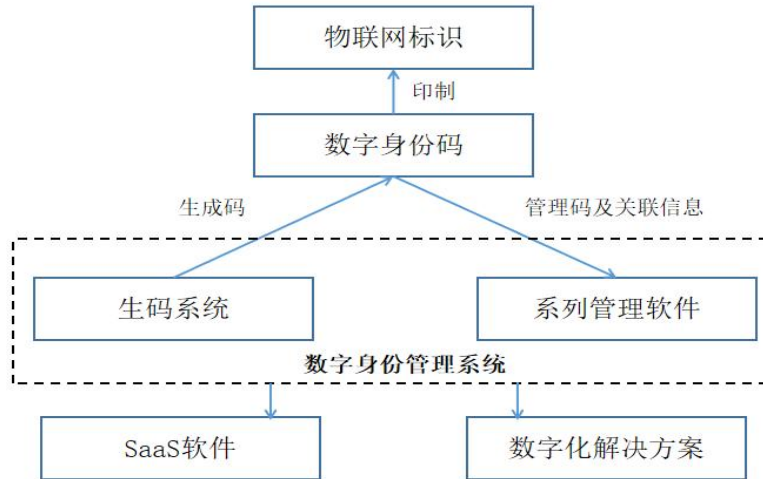 物联网标识
印制
数字身份码
生成码
管理码及关联信息
生码系统
系列管理软件
数字身份管理系统
SaaS软件
数字化解决方案